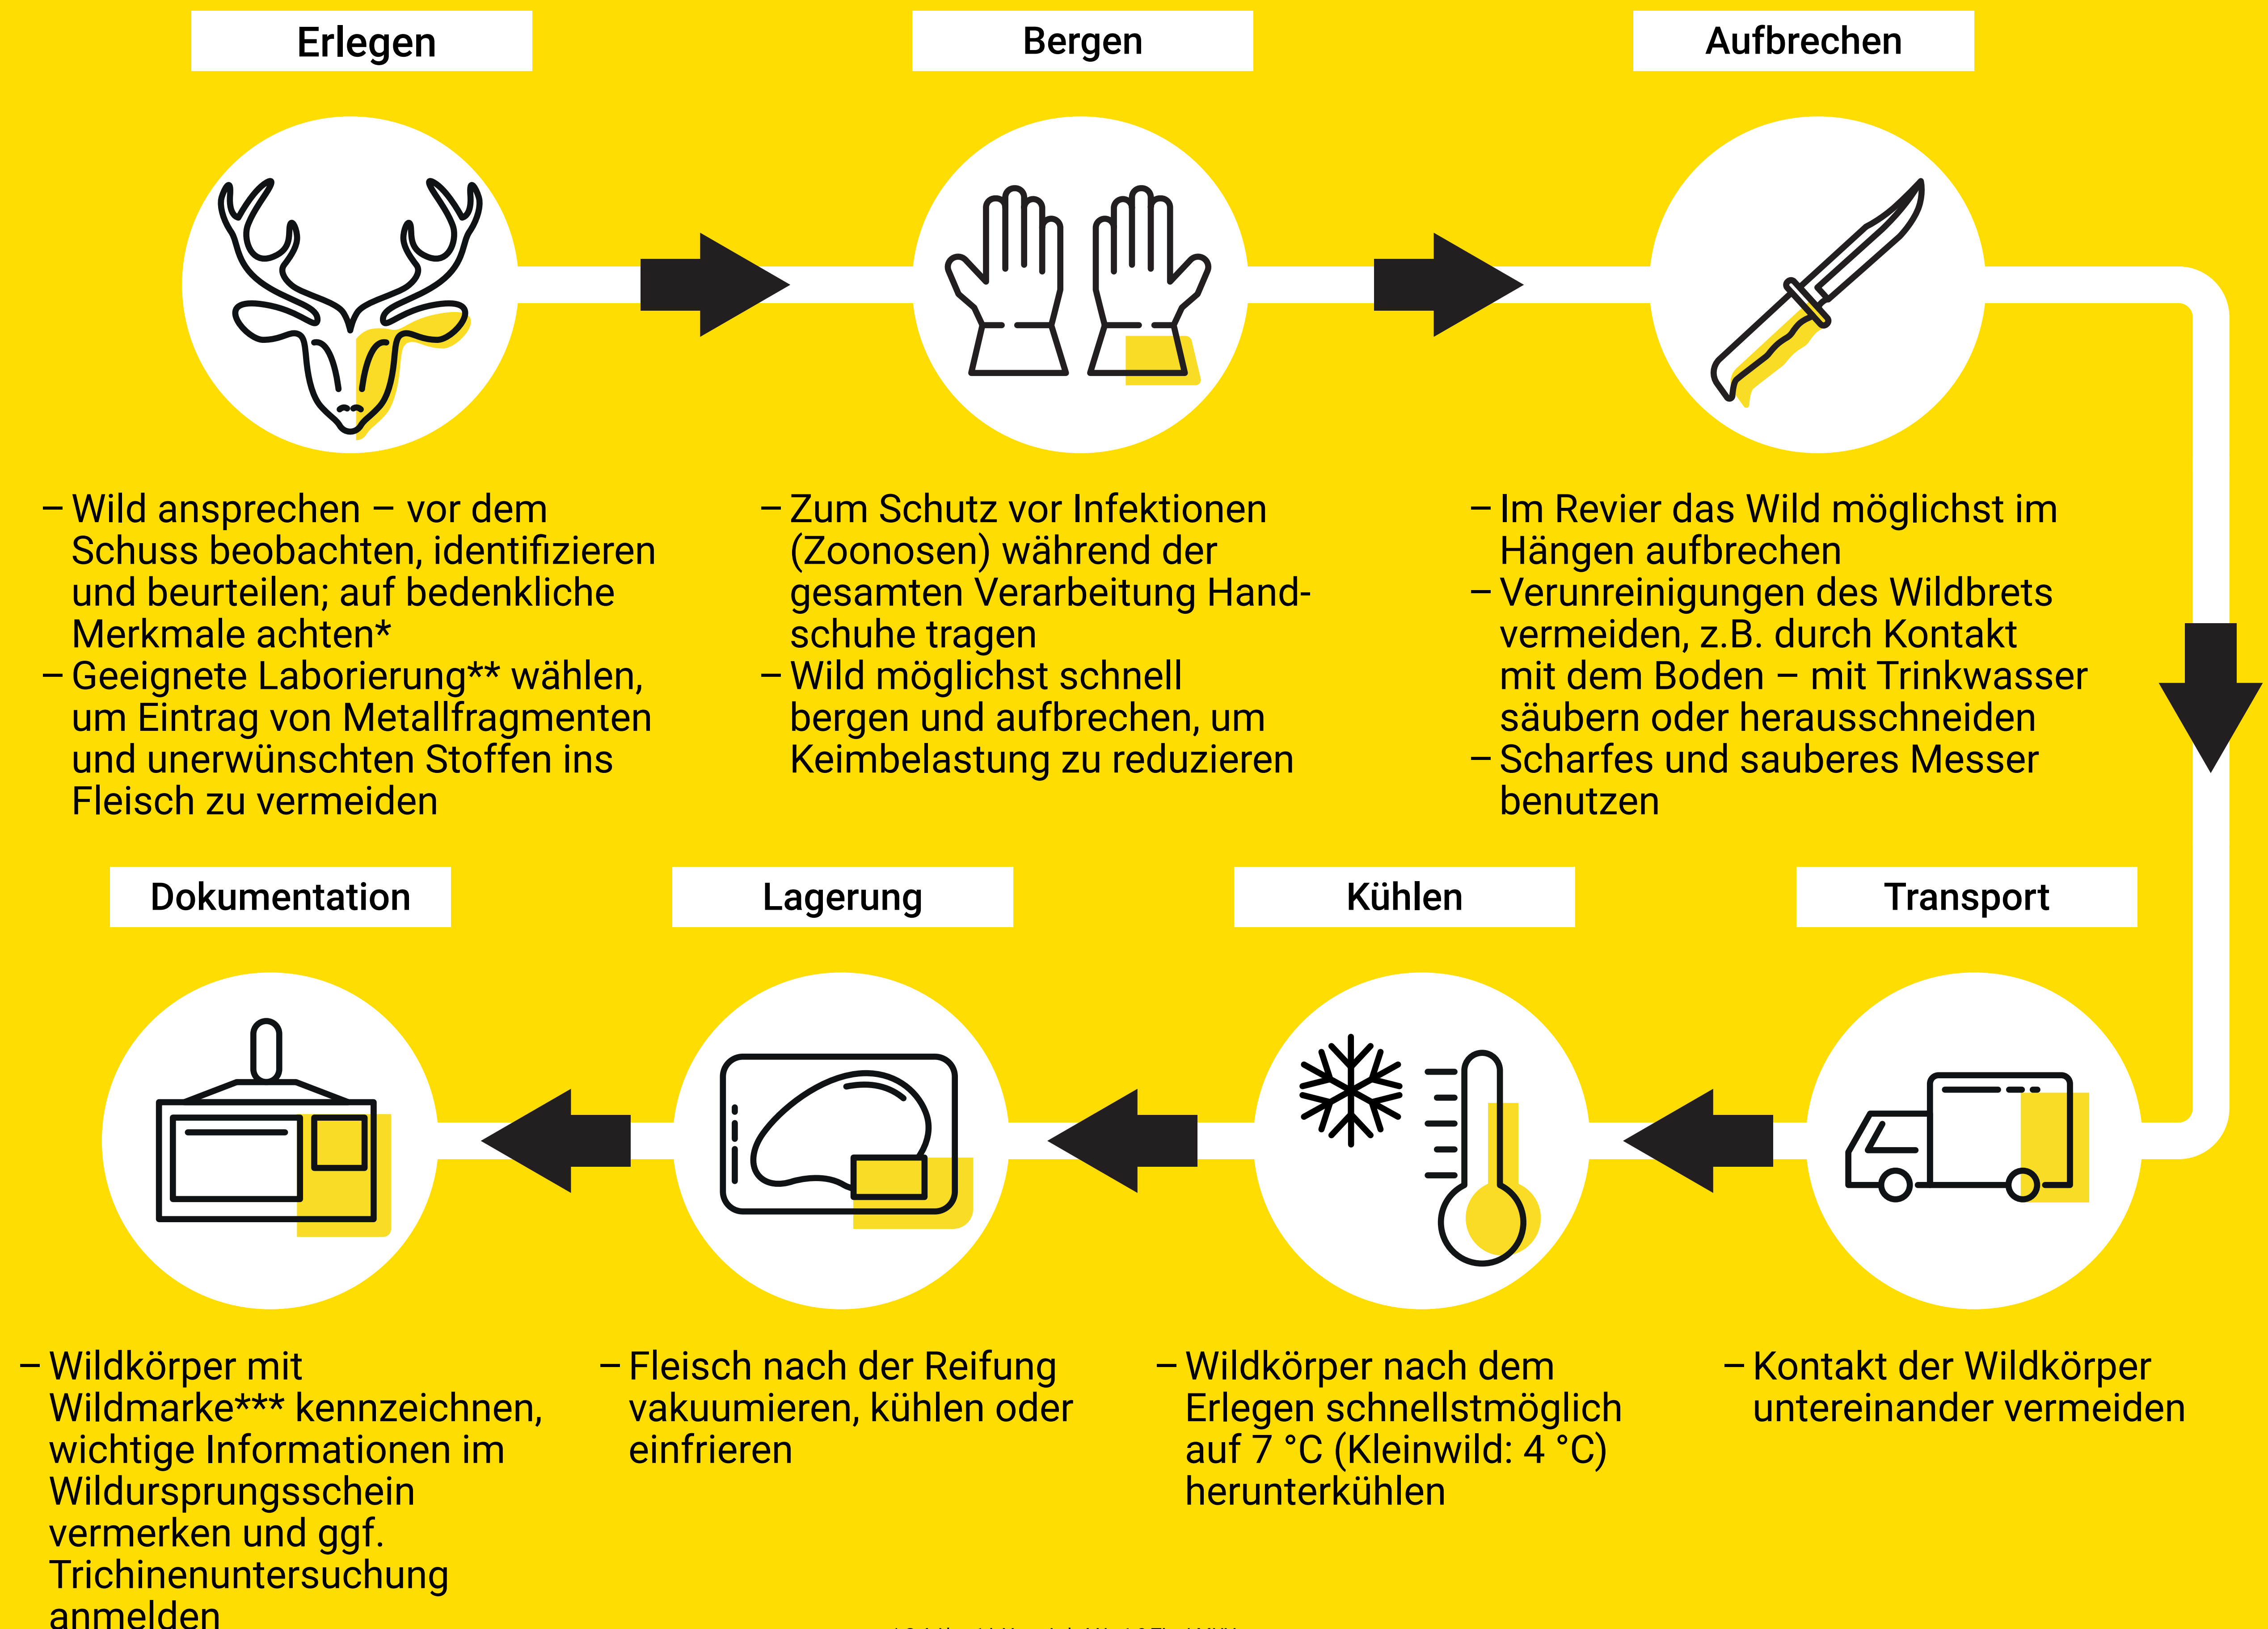 Erlegen
– Wild ansprechen – vor dem
Schuss beobachten, identifizieren
und beurteilen; auf bedenkliche
Merkmale achten*
– Geeignete Laborierung** wählen,
um Eintrag von Metallfragmenten
und unerwünschten Stoffen ins
Fleisch zu vermeiden
Bergen
– Zum Schutz vor Infektionen
(Zoonosen) während der
gesamten Verarbeitung Hand-
schuhe tragen
– Wild möglichst schnell
bergen und aufbrechen, um
Keimbelastung zu reduzieren
Aufbrechen
– Im Revier das Wild möglichst im
Hängen aufbrechen
– Verunreinigungen des Wildbrets
vermeiden, z.B. durch Kontakt
mit dem Boden – mit Trinkwasser
säubern oder herausschneiden
– Scharfes und sauberes Messer
benutzen
Transport
– Kontakt der Wildkörper
untereinander vermeiden
Kühlen
– Wildkörper nach dem
Erlegen schnellstmöglich
auf 7 °C (Kleinwild: 4 °C)
herunterkühlen
Lagerung
– Fleisch nach der Reifung
vakuumieren, kühlen oder
einfrieren
Dokumentation
– Wildkörper mit
Wildmarke*** kennzeichnen,
wichtige Informationen im
Wildursprungsschein
vermerken und ggf.
Trichinenuntersuchung
anmelden